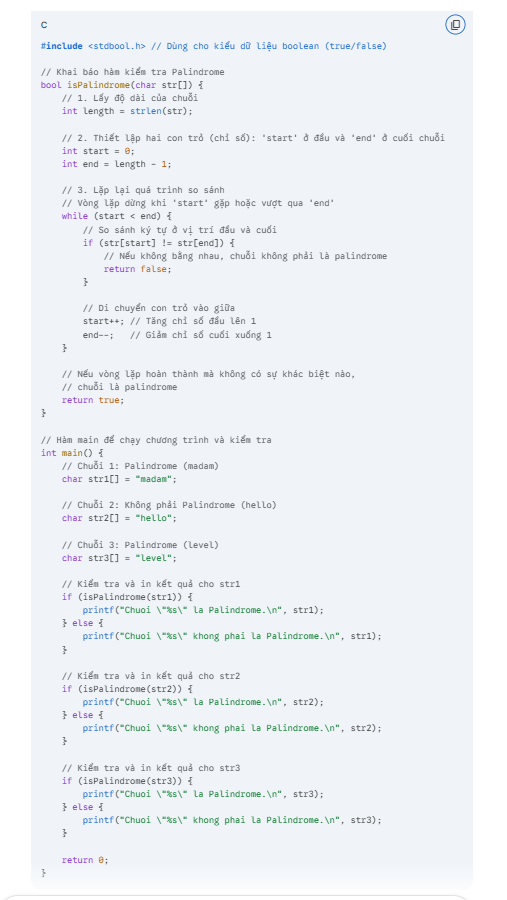 C
#include <stdbool.h> // Dùng cho kiểu dữ liệu boolean (true/false)
// Khai báo hàm kiểm tra Palindrome
bool isPalindrome(char str[]) {
    // 1. Lấy độ dài của chuỗi
    int length = strlen(str);
    // 2. Thiết lập hai con trỏ (chỉ số): 'start' ở đầu và 'end' ở cuối chuỗi
    int start = 0;
    int end = length - 1;
    // 3. Lặp lại quá trình so sánh
    // Vòng lặp dừng khi 'start' gặp hoặc vượt qua 'end'
    while (start < end) {
        // So sánh ký tự ở vị trí đầu và cuối
        if (str[start] != str[end]) {
            // Nếu không bằng nhau, chuỗi không phải là palindrome
            return false;
        }
        // Di chuyển con trỏ vào giữa
        start++; // Tăng chỉ số đầu lên 1
        end--;   // Giảm chỉ số cuối xuống 1
    }
    // Nếu vòng lặp hoàn thành mà không có sự khác biệt nào,
    // chuỗi là palindrome
    return true;
}
// Hàm main để chạy chương trình và kiểm tra
int main() {
    // Chuỗi 1: Palindrome (madam)
    char str1[] = "madam";
    // Chuỗi 2: Không phải Palindrome (hello)
    char str2[] = "hello";
    // Chuỗi 3: Palindrome (level)
    char str3[] = "level";
    // Kiểm tra và in kết quả cho str1
    if (isPalindrome(str1)) {
        printf("Chuoi \"%s\" la Palindrome.\n", str1);
    } else {
        printf("Chuoi \"%s\" khong phai la Palindrome.\n", str1);
    }
    // Kiểm tra và in kết quả cho str2
    if (isPalindrome(str2)) {
        printf("Chuoi \"%s\" la Palindrome.\n", str2);
    } else {
        printf("Chuoi \"%s\" khong phai la Palindrome.\n", str2);
    }
    // Kiểm tra và in kết quả cho str3
    if (isPalindrome(str3)) {
        printf("Chuoi \"%s\" la Palindrome.\n", str3);
    } else {
        printf("Chuoi \"%s\" khong phai la Palindrome.\n", str3);
    }
    return 0;
}